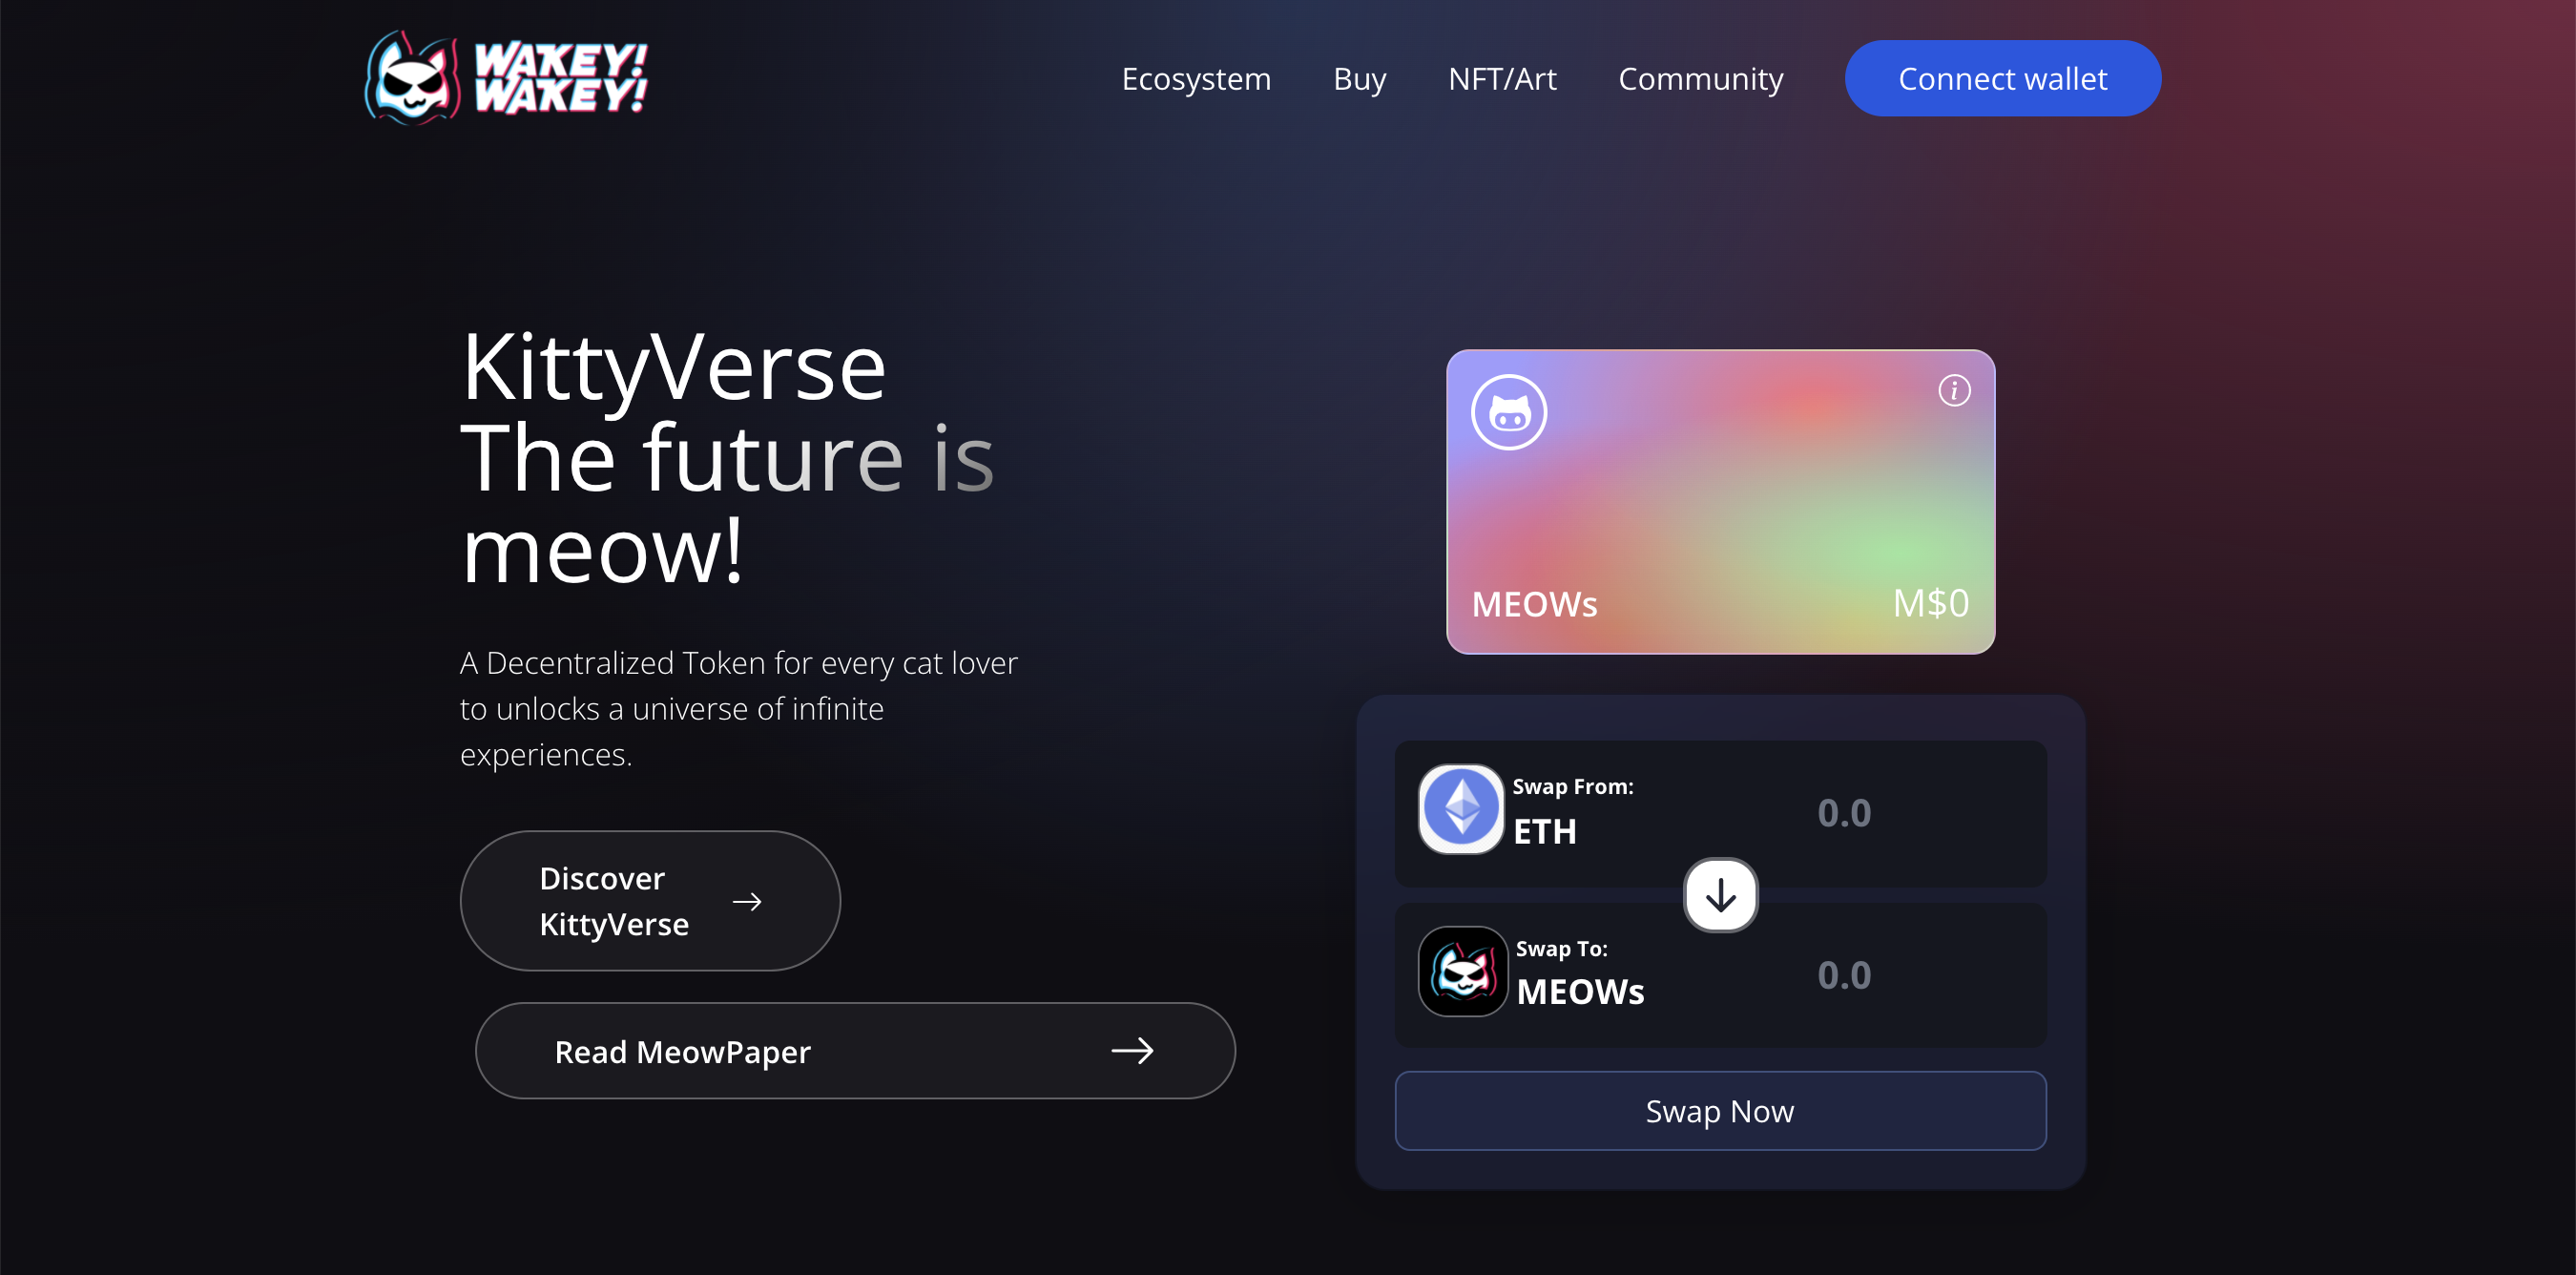 WAKEY!
WAKEY!
Ecosystem
Buy
NFT/Art
Community
Connect wallet
KittyVerse
The future is
meow!
A Decentralized Token for every cat lover
to unlocks a universe of infinite
experiences.
Discover
KittyVerse
Read MeowPaper
i
MEOWs
M$0
Swap From:
ETH
0.0
Swap To:
MEOWs
0.0
Swap Now